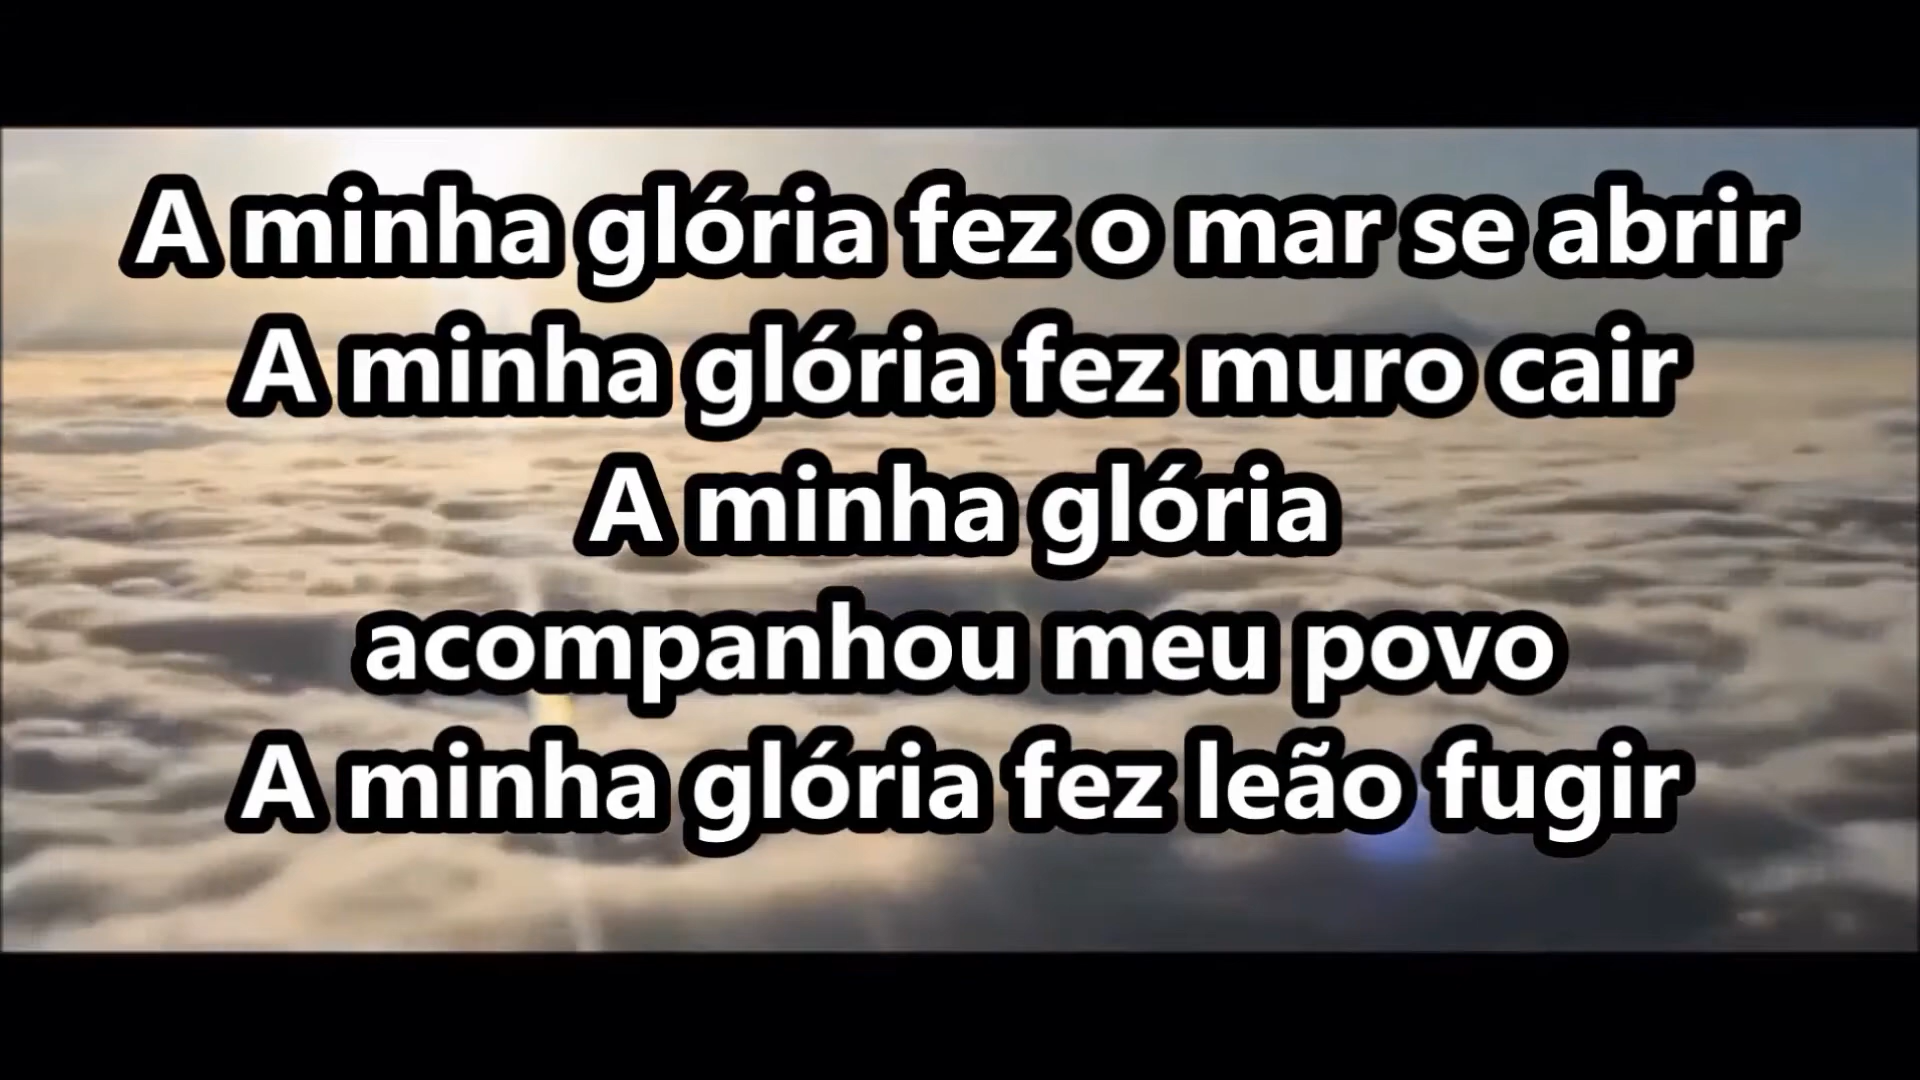 A minha glória fez o mar se abrir
A minha glória fez muro cair
A minha glória
acompanhou meu povo
A minha glória fez leão fugir